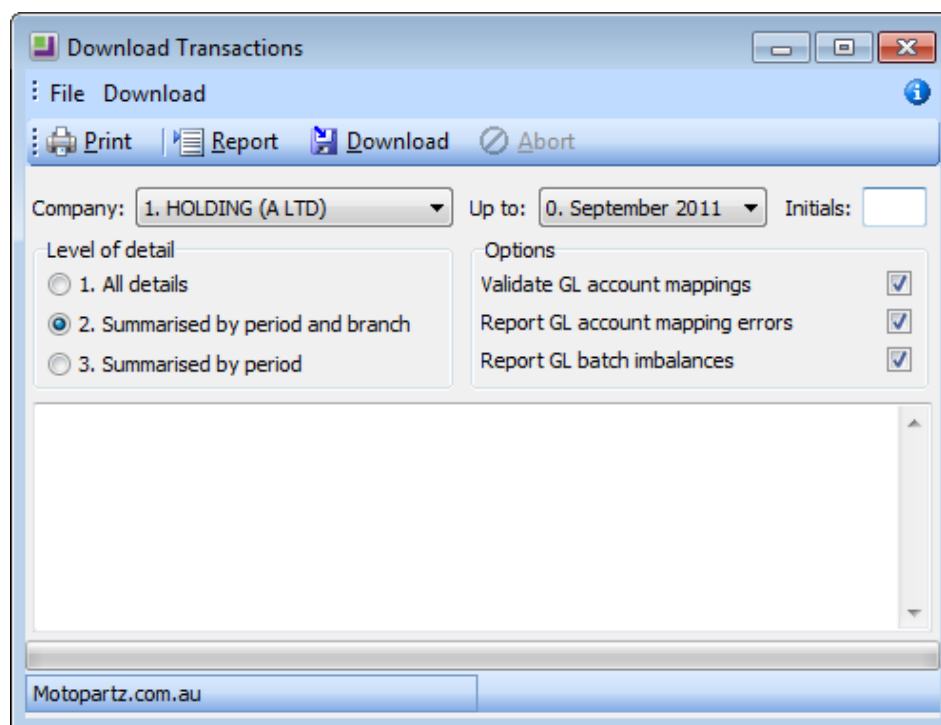 Download Transactions
File Download
Print Report Download Abort
Company: 1. HOLDING (A LTD) Up to: 0. September 2011 Initials:
Level of detail Options
1. All details Validate GL account mappings
2. Summarised by period and branch Report GL account mapping errors
3. Summarised by period Report GL batch imbalances
Motopartz.com.au